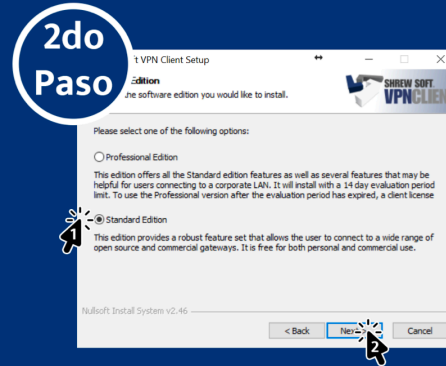 2do
Paso
ft VPN Client Setup
Edition
the software edition you would like to install.
SHREW SOFT
VPNCLIEN
Please select one of the following options:
Professional Edition
This edition offers all the Standard edition features as well as several features that may be
helpful for users connecting to a corporate LAN. It will install with a 14 day evaluation period
limit. To use the Professional version after the evaluation period has expired, a client license
Standard Edition
1
This edition provides a robust feature set that allows the user to connect to a wide range of
open source and commercial gateways. It is free for both personal and commercial use.
Nullsoft Install System v2.46
< Back
Cancel
2